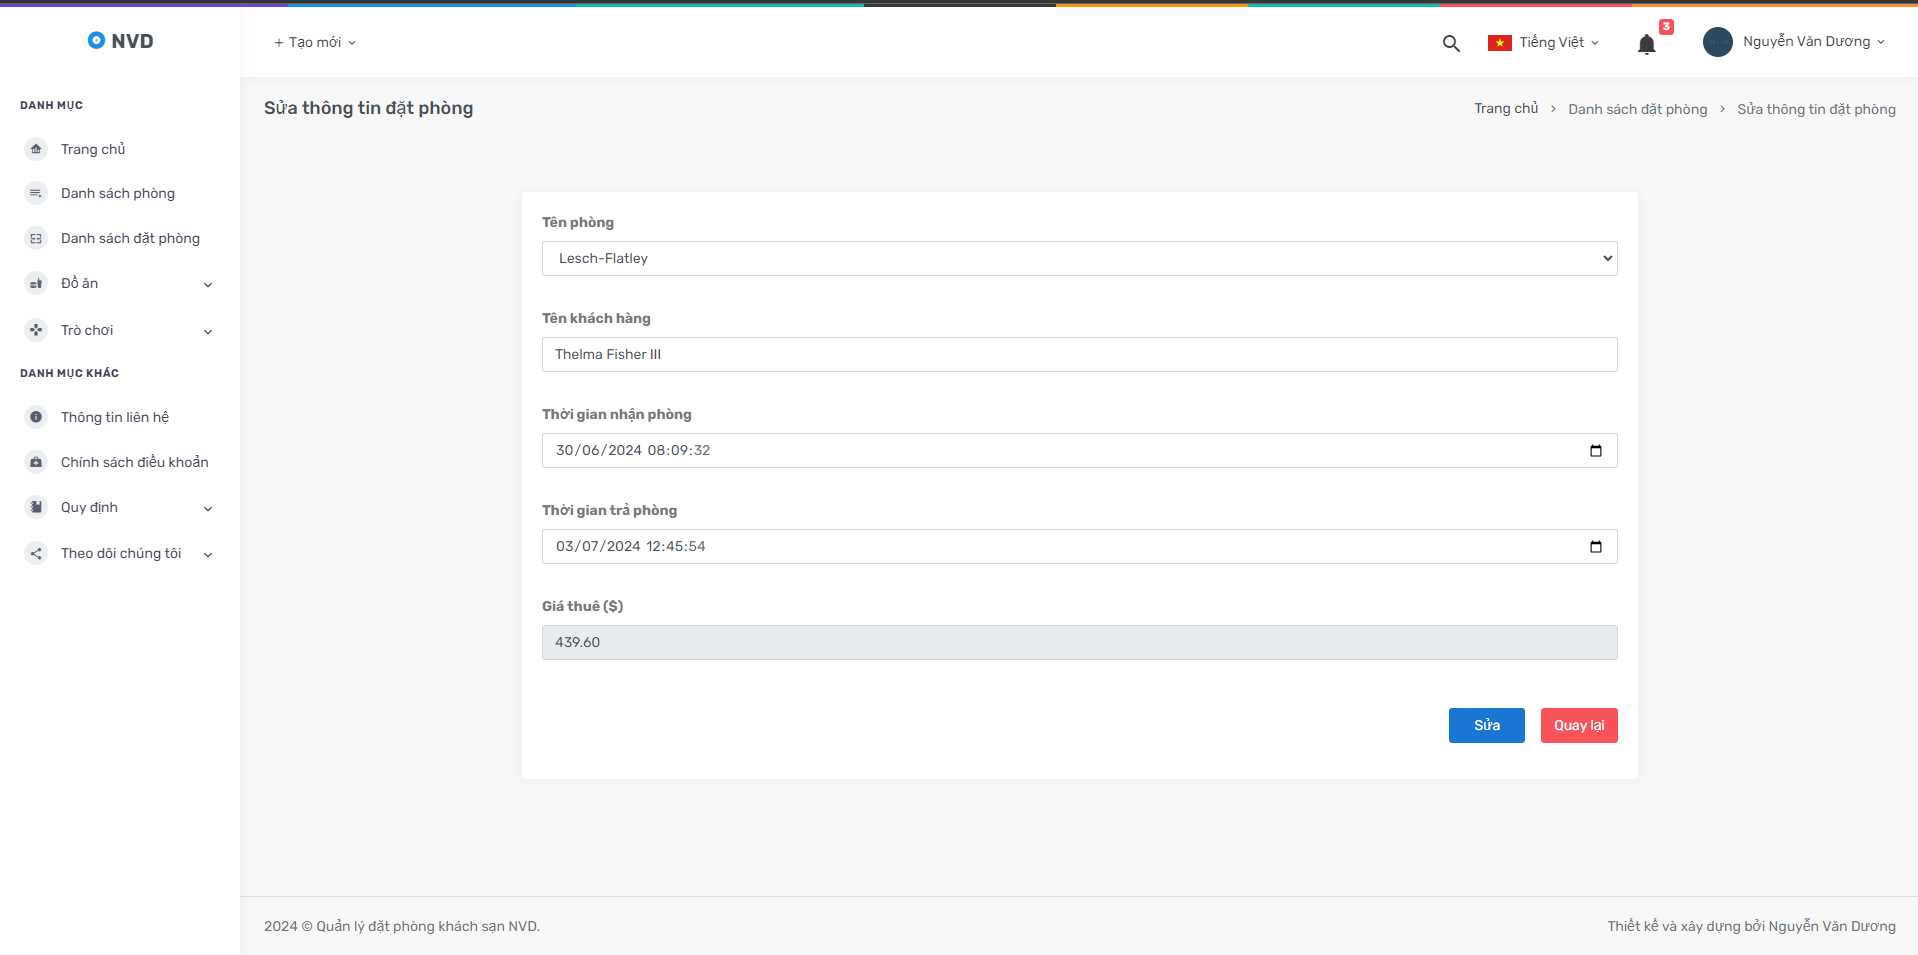 NVD
+ Tạo mới
Tiếng Việt
3
Nguyễn Văn Dương
DANH MỤC
Trang chủ
Danh sách phòng
Danh sách đặt phòng
Đồ ăn
Trò chơi
DANH MỤC KHÁC
Thông tin liên hệ
Chính sách điều khoản
Quy định
Theo dõi chúng tôi
Sửa thông tin đặt phòng
Trang chủ > Danh sách đặt phòng > Sửa thông tin đặt phòng
Tên phòng
Lesch-Flatley
Tên khách hàng
Thelma Fisher III
Thời gian nhận phòng
30/06/2024 08:09:32
Thời gian trả phòng
03/07/2024 12:45:54
Giá thuê ($)
439.60
Sửa
Quay lại
2024 © Quản lý đặt phòng khách sạn NVD.
Thiết kế và xây dựng bởi Nguyễn Văn Dương